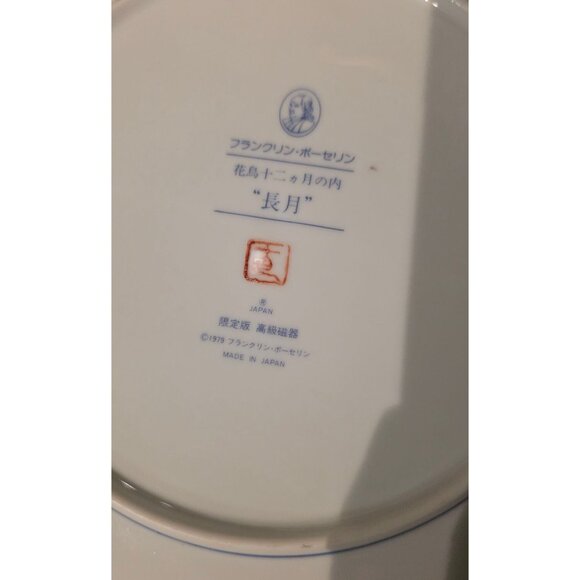 フランクリン・ポーセリン
花鳥十二ヵ月の内
“長月”
®
JAPAN
限定版 高級磁器
©1978 フランクリン・ポーセリン
MADE IN JAPAN